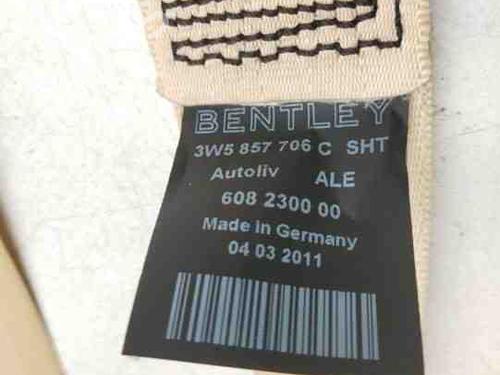 BENTLEY
3W5 857 706 C SHT
Autoliv ALE
608 2300 00
Made in Germany
04 03 2011